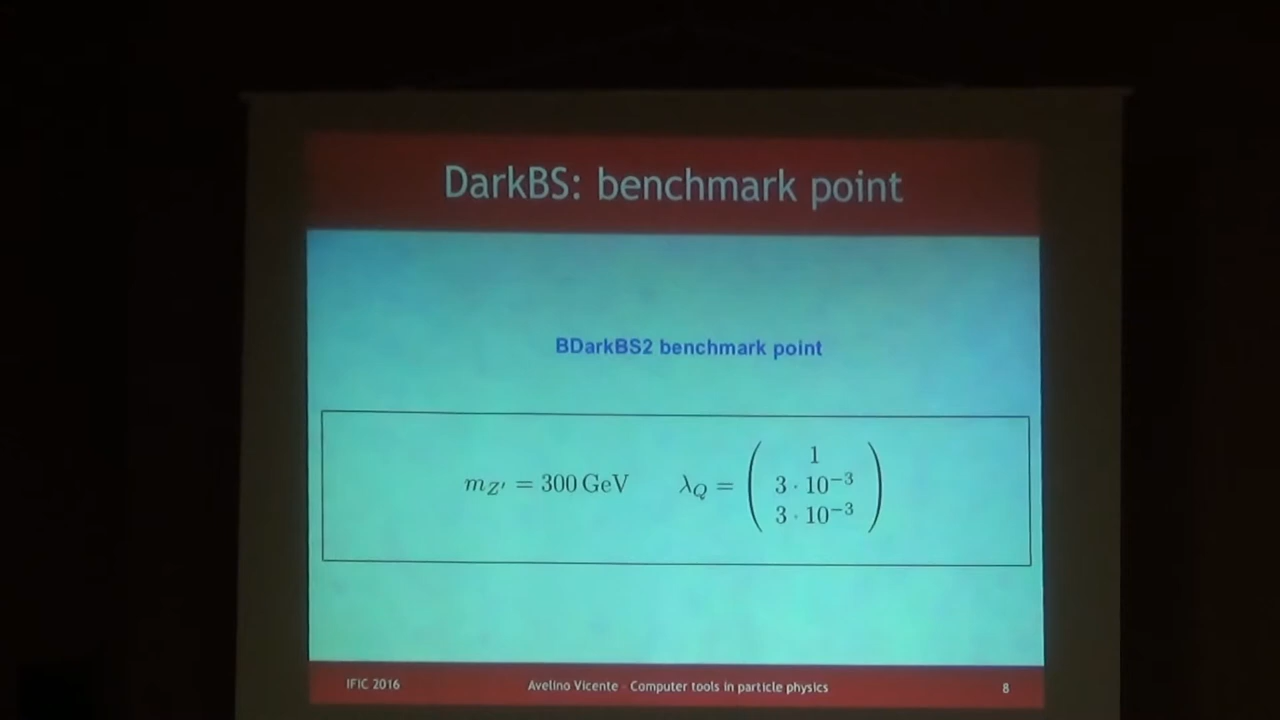 DarkBS: benchmark point
BDarkBS2 benchmark point
m_{Z'} = 300 GeV λ_Q = ( 1
3 · 10^{-3}
3 · 10^{-3} )
IFIC 2016 Avelino Vicente - Computer tools in particle physics 8